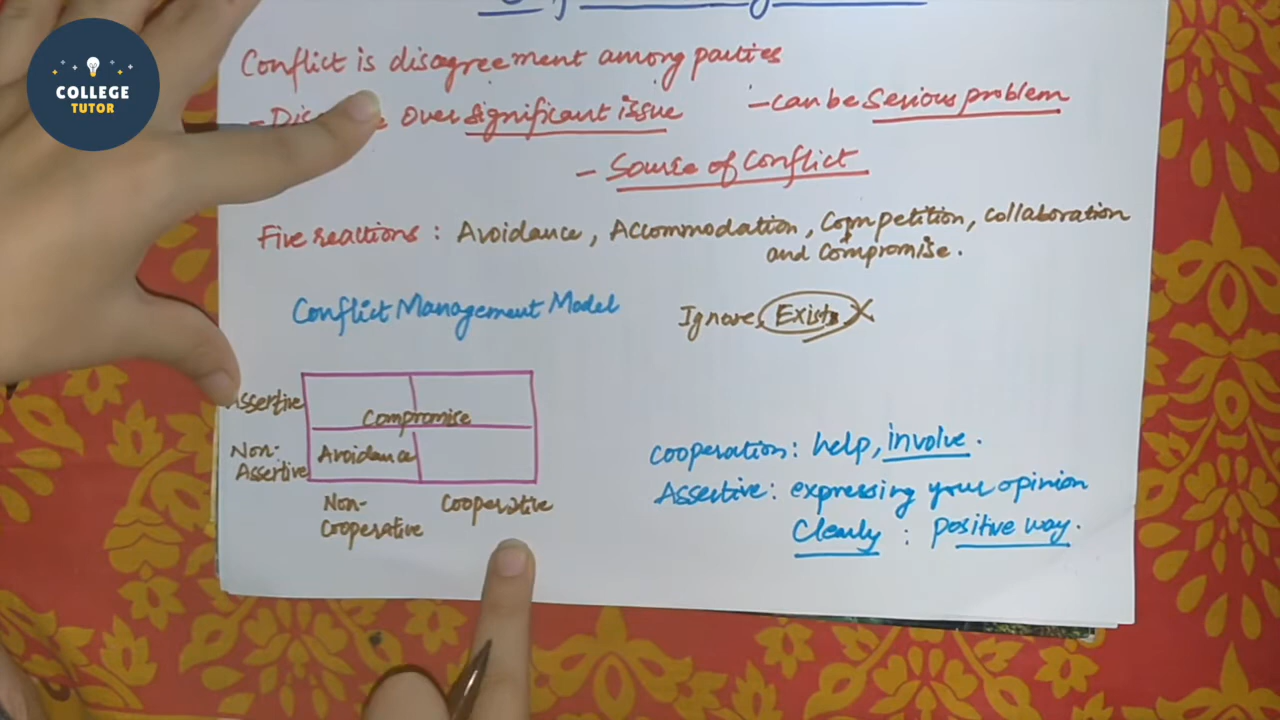 COLLEGE
TUTOR
Conflict is disagreement among parties
- over significant issue
- can be serious problem
- Source of Conflict
Five reactions : Avoidance, Accommodation, Competition, collaboration
and Compromise.
Conflict Management Model
Ignore, Exists
Assertive
Compromise
Non-
Assertive
Avoidance
Non-
Cooperative
Cooperative
Cooperation: help, involve.
Assertive: expressing your opinion
Clearly : positive way.